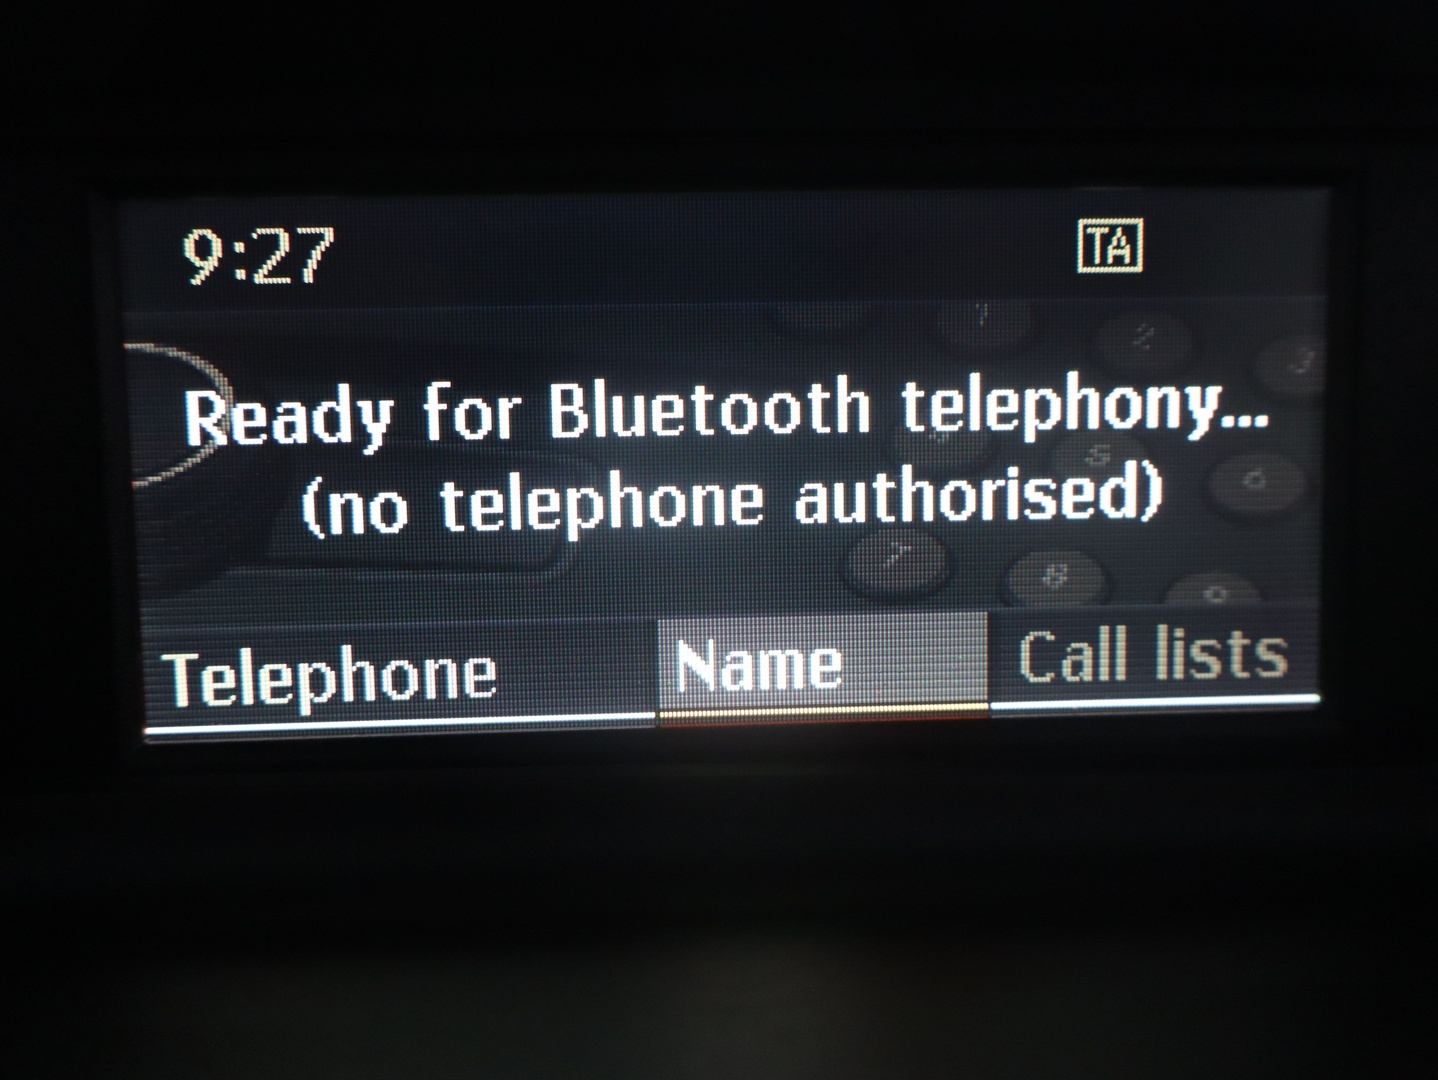 9:27 TA
Ready for Bluetooth telephony...
(no telephone authorised)
Telephone Name Call lists